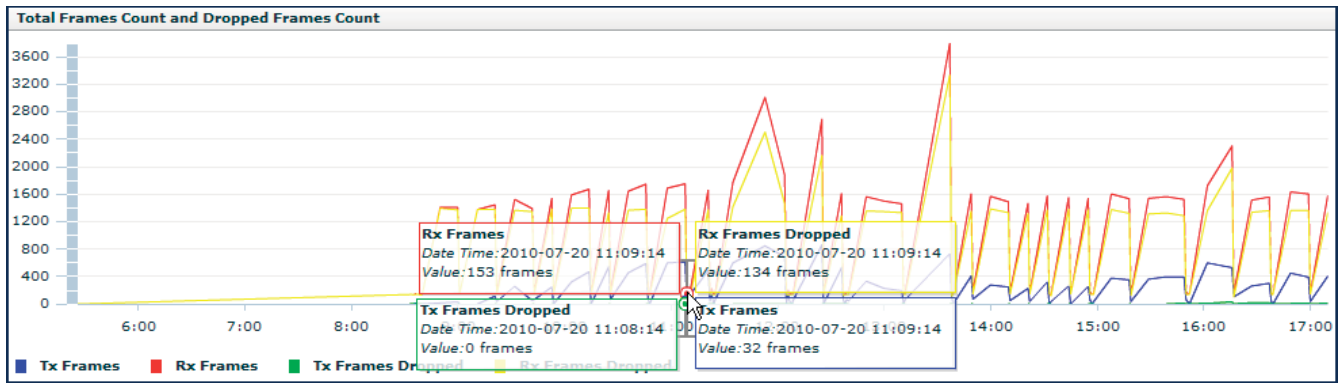 Total Frames Count and Dropped Frames Count
3600
3200
2800
2400
2000
1600
1200
800
400
0
Rx Frames
Date Time:2010-07-20 11:09:14
Value:153 frames
Rx Frames Dropped
Date Time:2010-07-20 11:09:14
Value:134 frames
Tx Frames Dropped
Date Time:2010-07-20 11:08:14
Value:0 frames
Tx Frames
Date Time:2010-07-20 11:09:14
Value:32 frames
6:00 7:00 8:00 14:00 15:00 16:00 17:00
Tx Frames Rx Frames Tx Frames Dropped Rx Frames Dropped